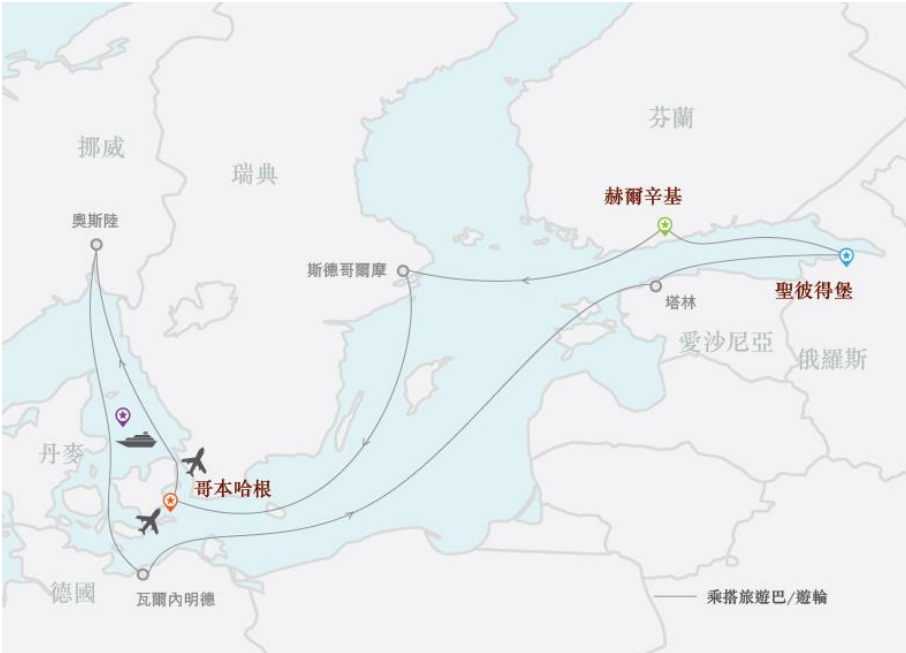 芬蘭
挪威
瑞典
赫爾辛基
奧斯陸
斯德哥爾摩
聖彼得堡
塔林
愛沙尼亞
俄羅斯
丹麥
哥本哈根
德國
瓦爾內明德
乘搭旅遊巴/遊輪